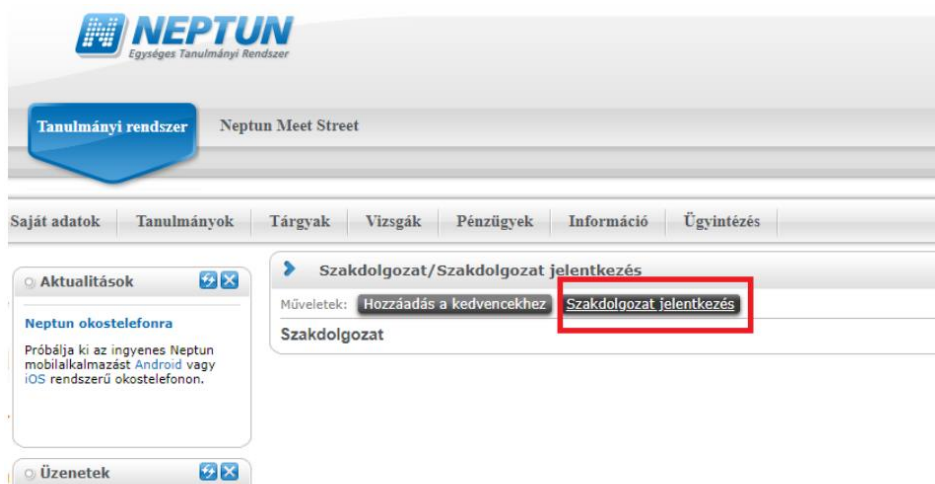 NEPTUN
Egységes Tanulmányi Rendszer
Tanulmányi rendszer
Neptun Meet Street
Saját adatok Tanulmányok Tárgyak Vizsgák Pénzügyek Információ Ügyintézés
Aktualitások
Neptun okostelefonra
Próbálja ki az ingyenes Neptun
mobilalkalmazást Android vagy
iOS rendszerű okostelefonon.
Üzenetek
Szakdolgozat/Szakdolgozat jelentkezés
Műveletek: Hozzáadás a kedvencekhez Szakdolgozat jelentkezés
Szakdolgozat